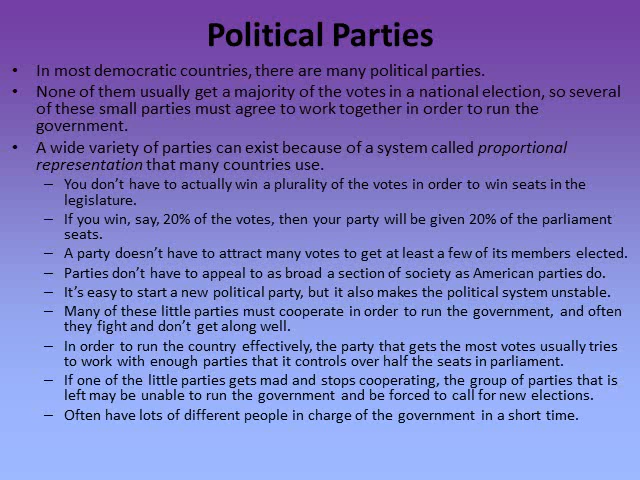 Political Parties
• In most democratic countries, there are many political parties.
• None of them usually get a majority of the votes in a national election, so several
of these small parties must agree to work together in order to run the
government.
• A wide variety of parties can exist because of a system called proportional
representation that many countries use.
– You don't have to actually win a plurality of the votes in order to win seats in the
legislature.
– If you win, say, 20% of the votes, then your party will be given 20% of the parliament
seats.
– A party doesn't have to attract many votes to get at least a few of its members elected.
– Parties don't have to appeal to as broad a section of society as American parties do.
– It's easy to start a new political party, but it also makes the political system unstable.
– Many of these little parties must cooperate in order to run the government, and often
they fight and don't get along well.
– In order to run the country effectively, the party that gets the most votes usually tries
to work with enough parties that it controls over half the seats in parliament.
– If one of the little parties gets mad and stops cooperating, the group of parties that is
left may be unable to run the government and be forced to call for new elections.
– Often have lots of different people in charge of the government in a short time.